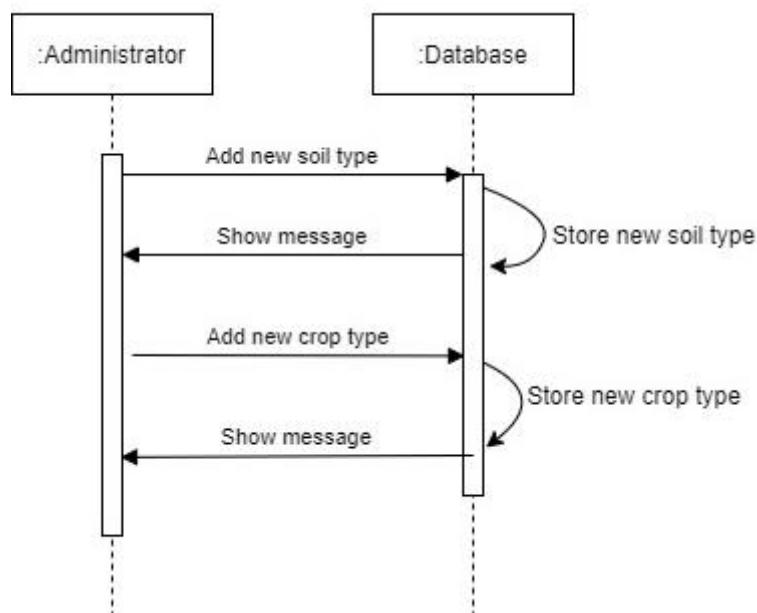 :Administrator
:Database
Add new soil type
Store new soil type
Show message
Add new crop type
Store new crop type
Show message